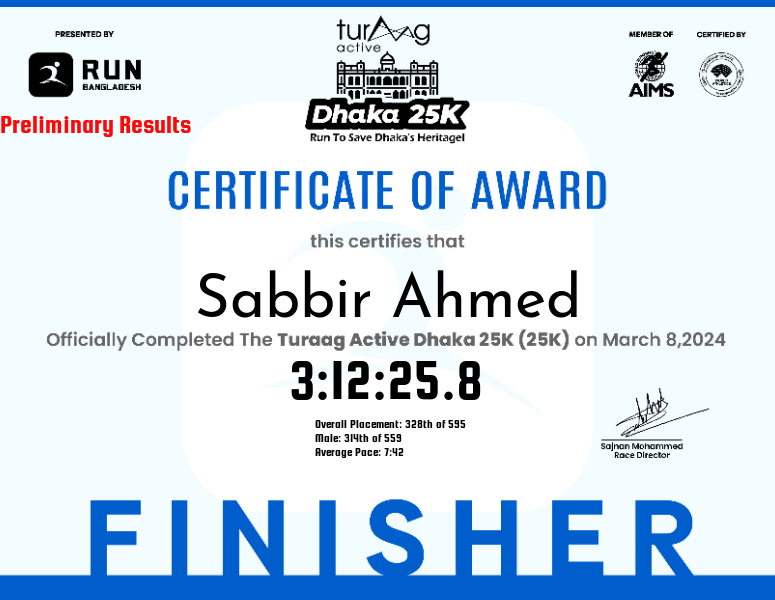 PRESENTED BY
RUN
BANGLADESH
Preliminary Results
turaag
active
Dhaka 25K
Run To Save Dhaka's Heritage!
MEMBER OF
AIMS
CERTIFIED BY
CERTIFICATE OF AWARD
this certifies that
Sabbir Ahmed
Officially Completed The Turaag Active Dhaka 25K (25K) on March 8,2024
3:12:25.8
Overall Placement: 328th of 595
Male: 314th of 559
Average Pace: 7:42
Sajnan Mohammed
Race Director
FINISHER